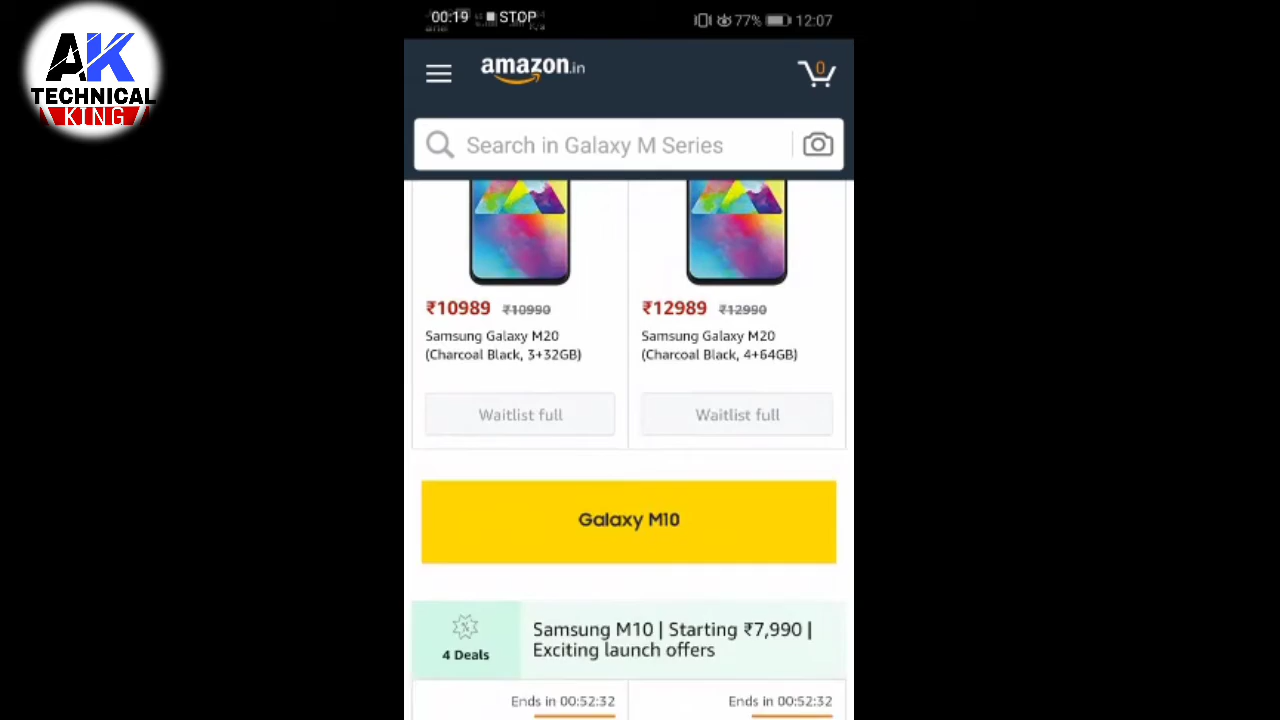 AK
TECHNICAL
KING
00:19 STOP
77% 12:07
amazon.in
0
Search in Galaxy M Series
₹10989 ₹10990
Samsung Galaxy M20
(Charcoal Black, 3+32GB)
Waitlist full
₹12989 ₹12990
Samsung Galaxy M20
(Charcoal Black, 4+64GB)
Waitlist full
Galaxy M10
%
4 Deals
Samsung M10 | Starting ₹7,990 |
Exciting launch offers
Ends in 00:52:32
Ends in 00:52:32